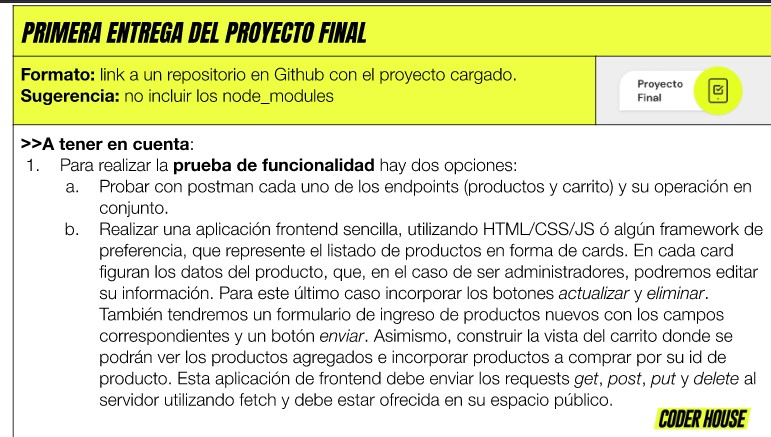 PRIMERA ENTREGA DEL PROYECTO FINAL
Formato: link a un repositorio en Github con el proyecto cargado.
Sugerencia: no incluir los node_modules
Proyecto
Final
>>A tener en cuenta:
1. Para realizar la prueba de funcionalidad hay dos opciones:
a. Probar con postman cada uno de los endpoints (productos y carrito) y su operación en
conjunto.
b. Realizar una aplicación frontend sencilla, utilizando HTML/CSS/JS ó algún framework de
preferencia, que represente el listado de productos en forma de cards. En cada card
figuran los datos del producto, que, en el caso de ser administradores, podremos editar
su información. Para este último caso incorporar los botones actualizar y eliminar.
También tendremos un formulario de ingreso de productos nuevos con los campos
correspondientes y un botón enviar. Asimismo, construir la vista del carrito donde se
podrán ver los productos agregados e incorporar productos a comprar por su id de
producto. Esta aplicación de frontend debe enviar los requests get, post, put y delete al
servidor utilizando fetch y debe estar ofrecida en su espacio público.
CODER HOUSE